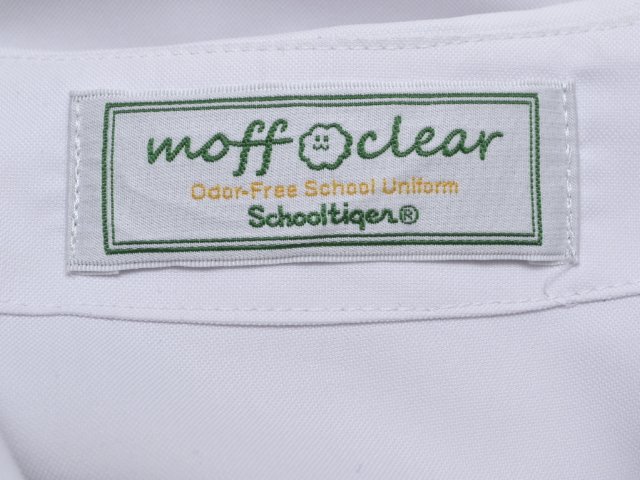 moff clear
Odor-Free School Uniform
Schooltiger®